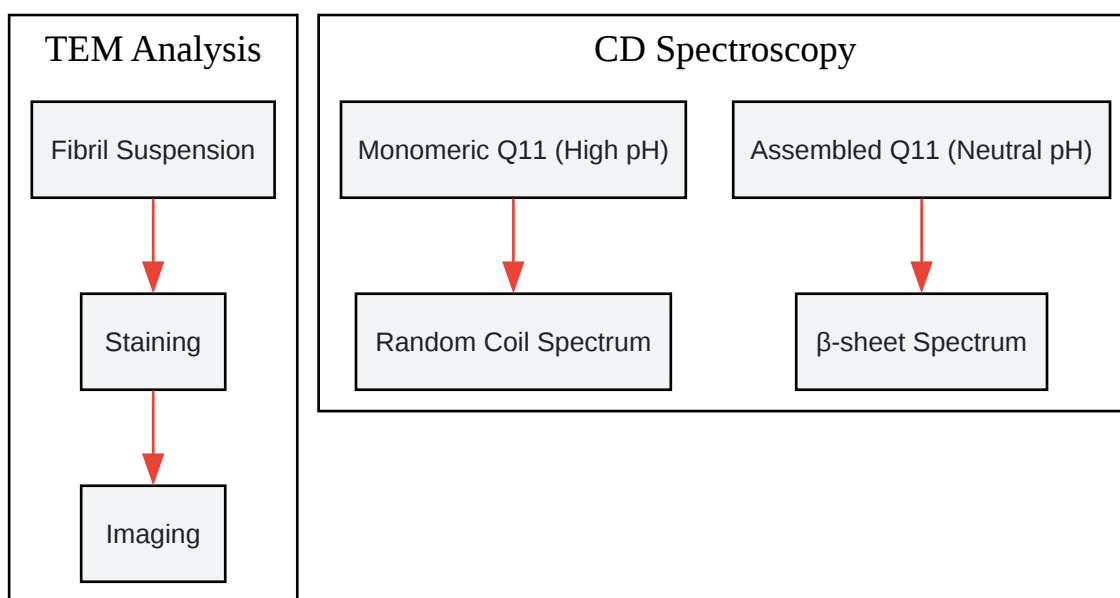 TEM Analysis
Fibril Suspension
Staining
Imaging
CD Spectroscopy
Monomeric Q11 (High pH)
Assembled Q11 (Neutral pH)
Random Coil Spectrum
β-sheet Spectrum